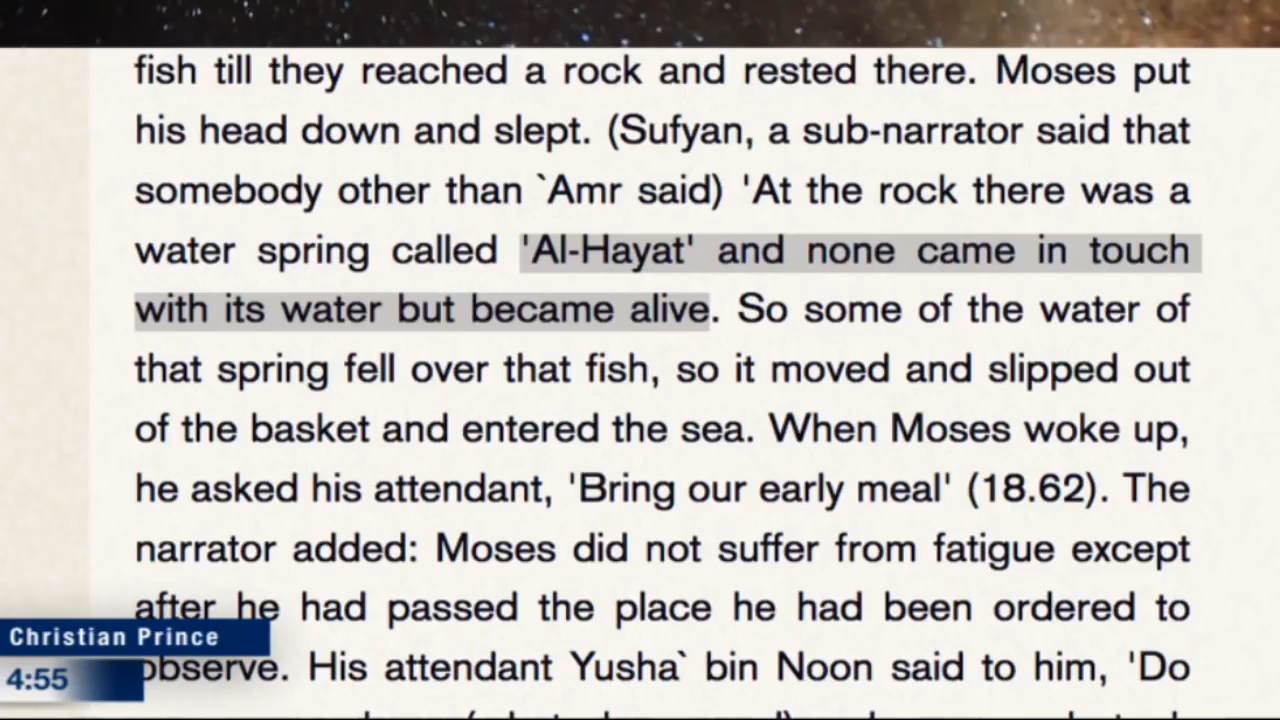 fish till they reached a rock and rested there. Moses put
his head down and slept. (Sufyan, a sub-narrator said that
somebody other than `Amr said) 'At the rock there was a
water spring called 'Al-Hayat' and none came in touch
with its water but became alive. So some of the water of
that spring fell over that fish, so it moved and slipped out
of the basket and entered the sea. When Moses woke up,
he asked his attendant, 'Bring our early meal' (18.62). The
narrator added: Moses did not suffer from fatigue except
after he had passed the place he had been ordered to
Christian Prince
observe. His attendant Yusha` bin Noon said to him, 'Do
4:55